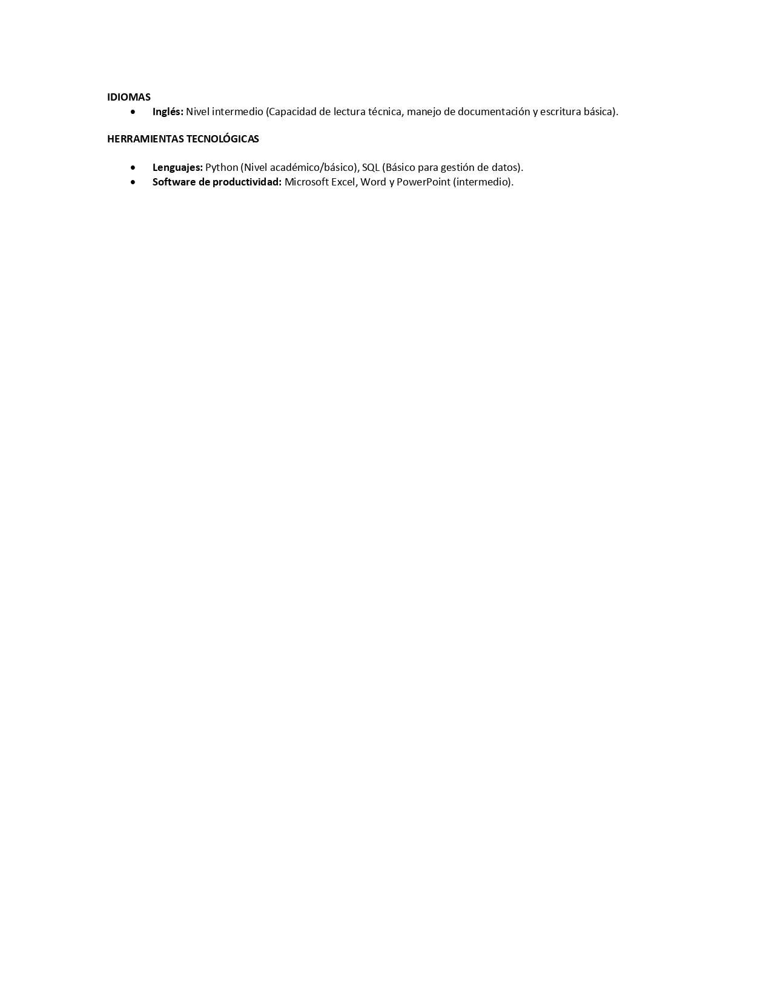 IDIOMAS
• Inglés: Nivel intermedio (Capacidad de lectura técnica, manejo de documentación y escritura básica).
HERRAMIENTAS TECNOLÓGICAS
• Lenguajes: Python (Nivel académico/básico), SQL (Básico para gestión de datos).
• Software de productividad: Microsoft Excel, Word y PowerPoint (intermedio).